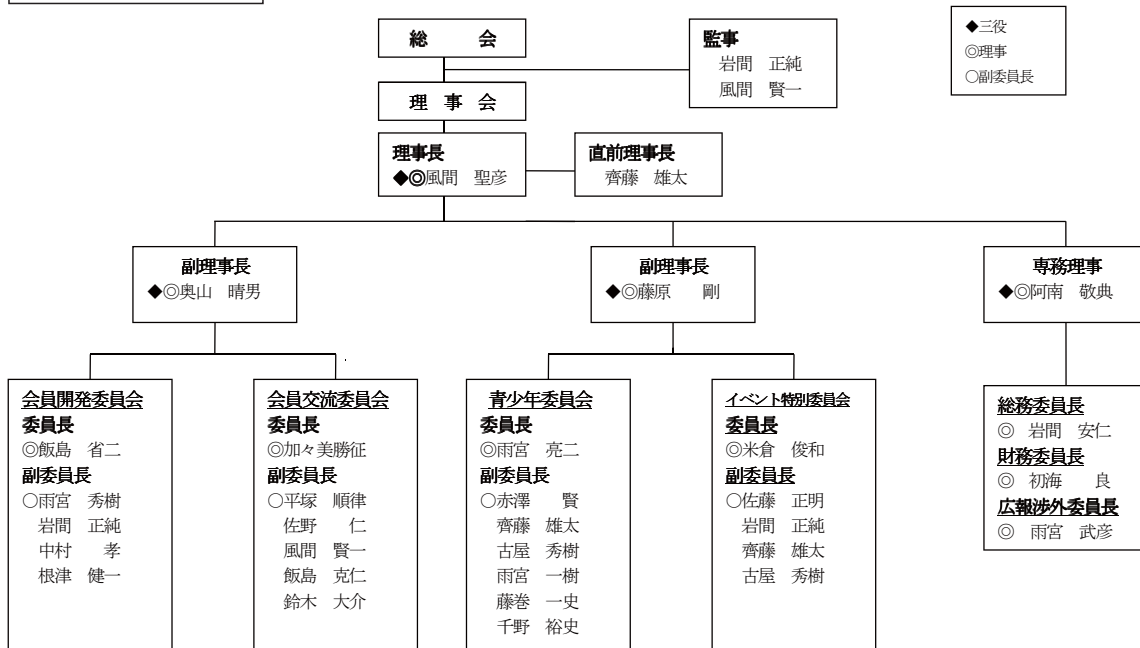 総　会
監事
岩間　正純
風間　賢一
◆三役
◎理事
○副委員長
理　事　会
理事長
◆◎風間　聖彦
直前理事長
齊藤　雄太
副理事長
◆◎奥山　晴男
副理事長
◆◎藤原　剛
専務理事
◆◎阿南　敬典
会員開発委員会
委員長
◎飯島　省二
副委員長
○雨宮　秀樹
岩間　正純
中村　孝
根津　健一
会員交流委員会
委員長
◎加々美勝征
副委員長
○平塚　順律
佐野　仁
風間　賢一
飯島　克仁
鈴木　大介
青少年委員会
委員長
◎雨宮　亮二
副委員長
○赤澤　賢
齊藤　雄太
古屋　秀樹
雨宮　一樹
藤巻　一史
千野　裕史
イベント特別委員会
委員長
◎米倉　俊和
副委員長
○佐藤　正明
岩間　正純
齊藤　雄太
古屋　秀樹
総務委員長
◎　岩間　安仁
財務委員長
◎　初海　良
広報渉外委員長
◎　雨宮　武彦